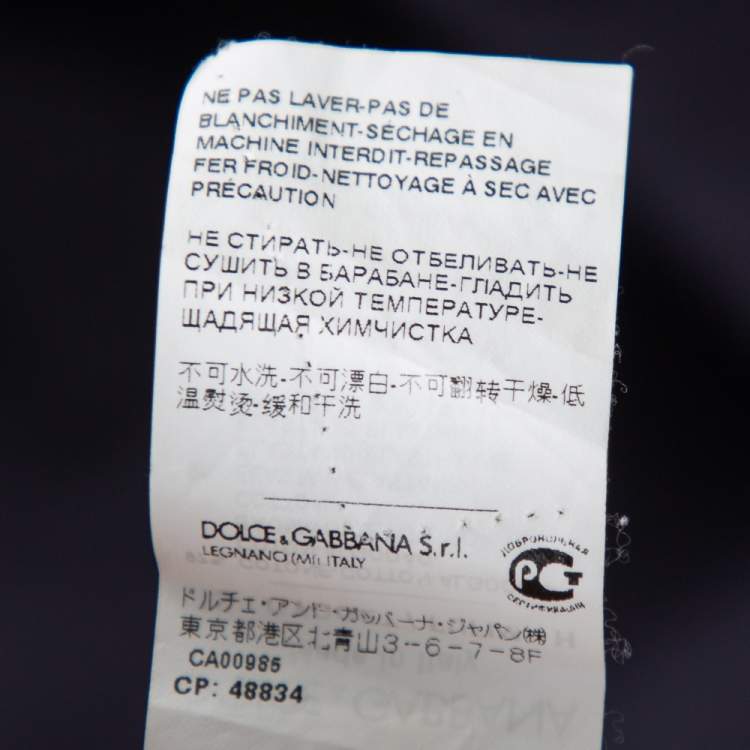 NE PAS LAVER-PAS DE
BLANCHIMENT-SÉCHAGE EN
MACHINE INTERDIT-REPASSAGE
FER FROID-NETTOYAGE À SEC AVEC
PRÉCAUTION
НЕ СТИРАТЬ-НЕ ОТБЕЛИВАТЬ-НЕ
СУШИТЬ В БАРАБАНЕ-ГЛАДИТЬ
ПРИ НИЗКОЙ ТЕМПЕРАТУРЕ-
ЩАДЯЩАЯ ХИМЧИСТКА
不可水洗-不可漂白-不可翻转干燥-低
温熨烫-缓和干洗
DOLCE & GABBANA S.r.l.
LEGNANO (MI) ITALY
ДОБРОВОЛЬНАЯ
РСТ
СЕРТИФИКАЦИЯ
ドルチェ・アンド・ガッバーナ・ジャパン㈱
東京都港区北青山3-6-7-8F
CA00985
CP: 48834